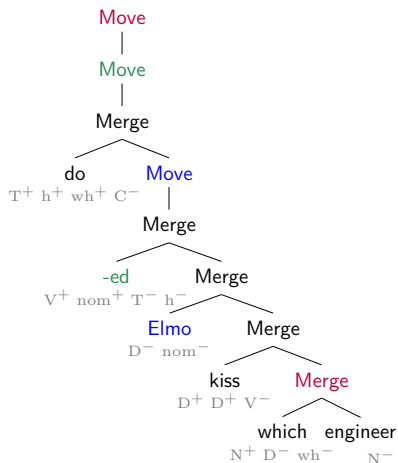 Move
Move
Merge
do Move
T⁺ h⁺ wh⁺ C⁻
Merge
-ed Merge
V⁺ nom⁺ T⁻ h⁻
Elmo Merge
D⁻ nom⁻
kiss Merge
D⁺ D⁺ V⁻
which engineer
N⁺ D⁻ wh⁻ N⁻